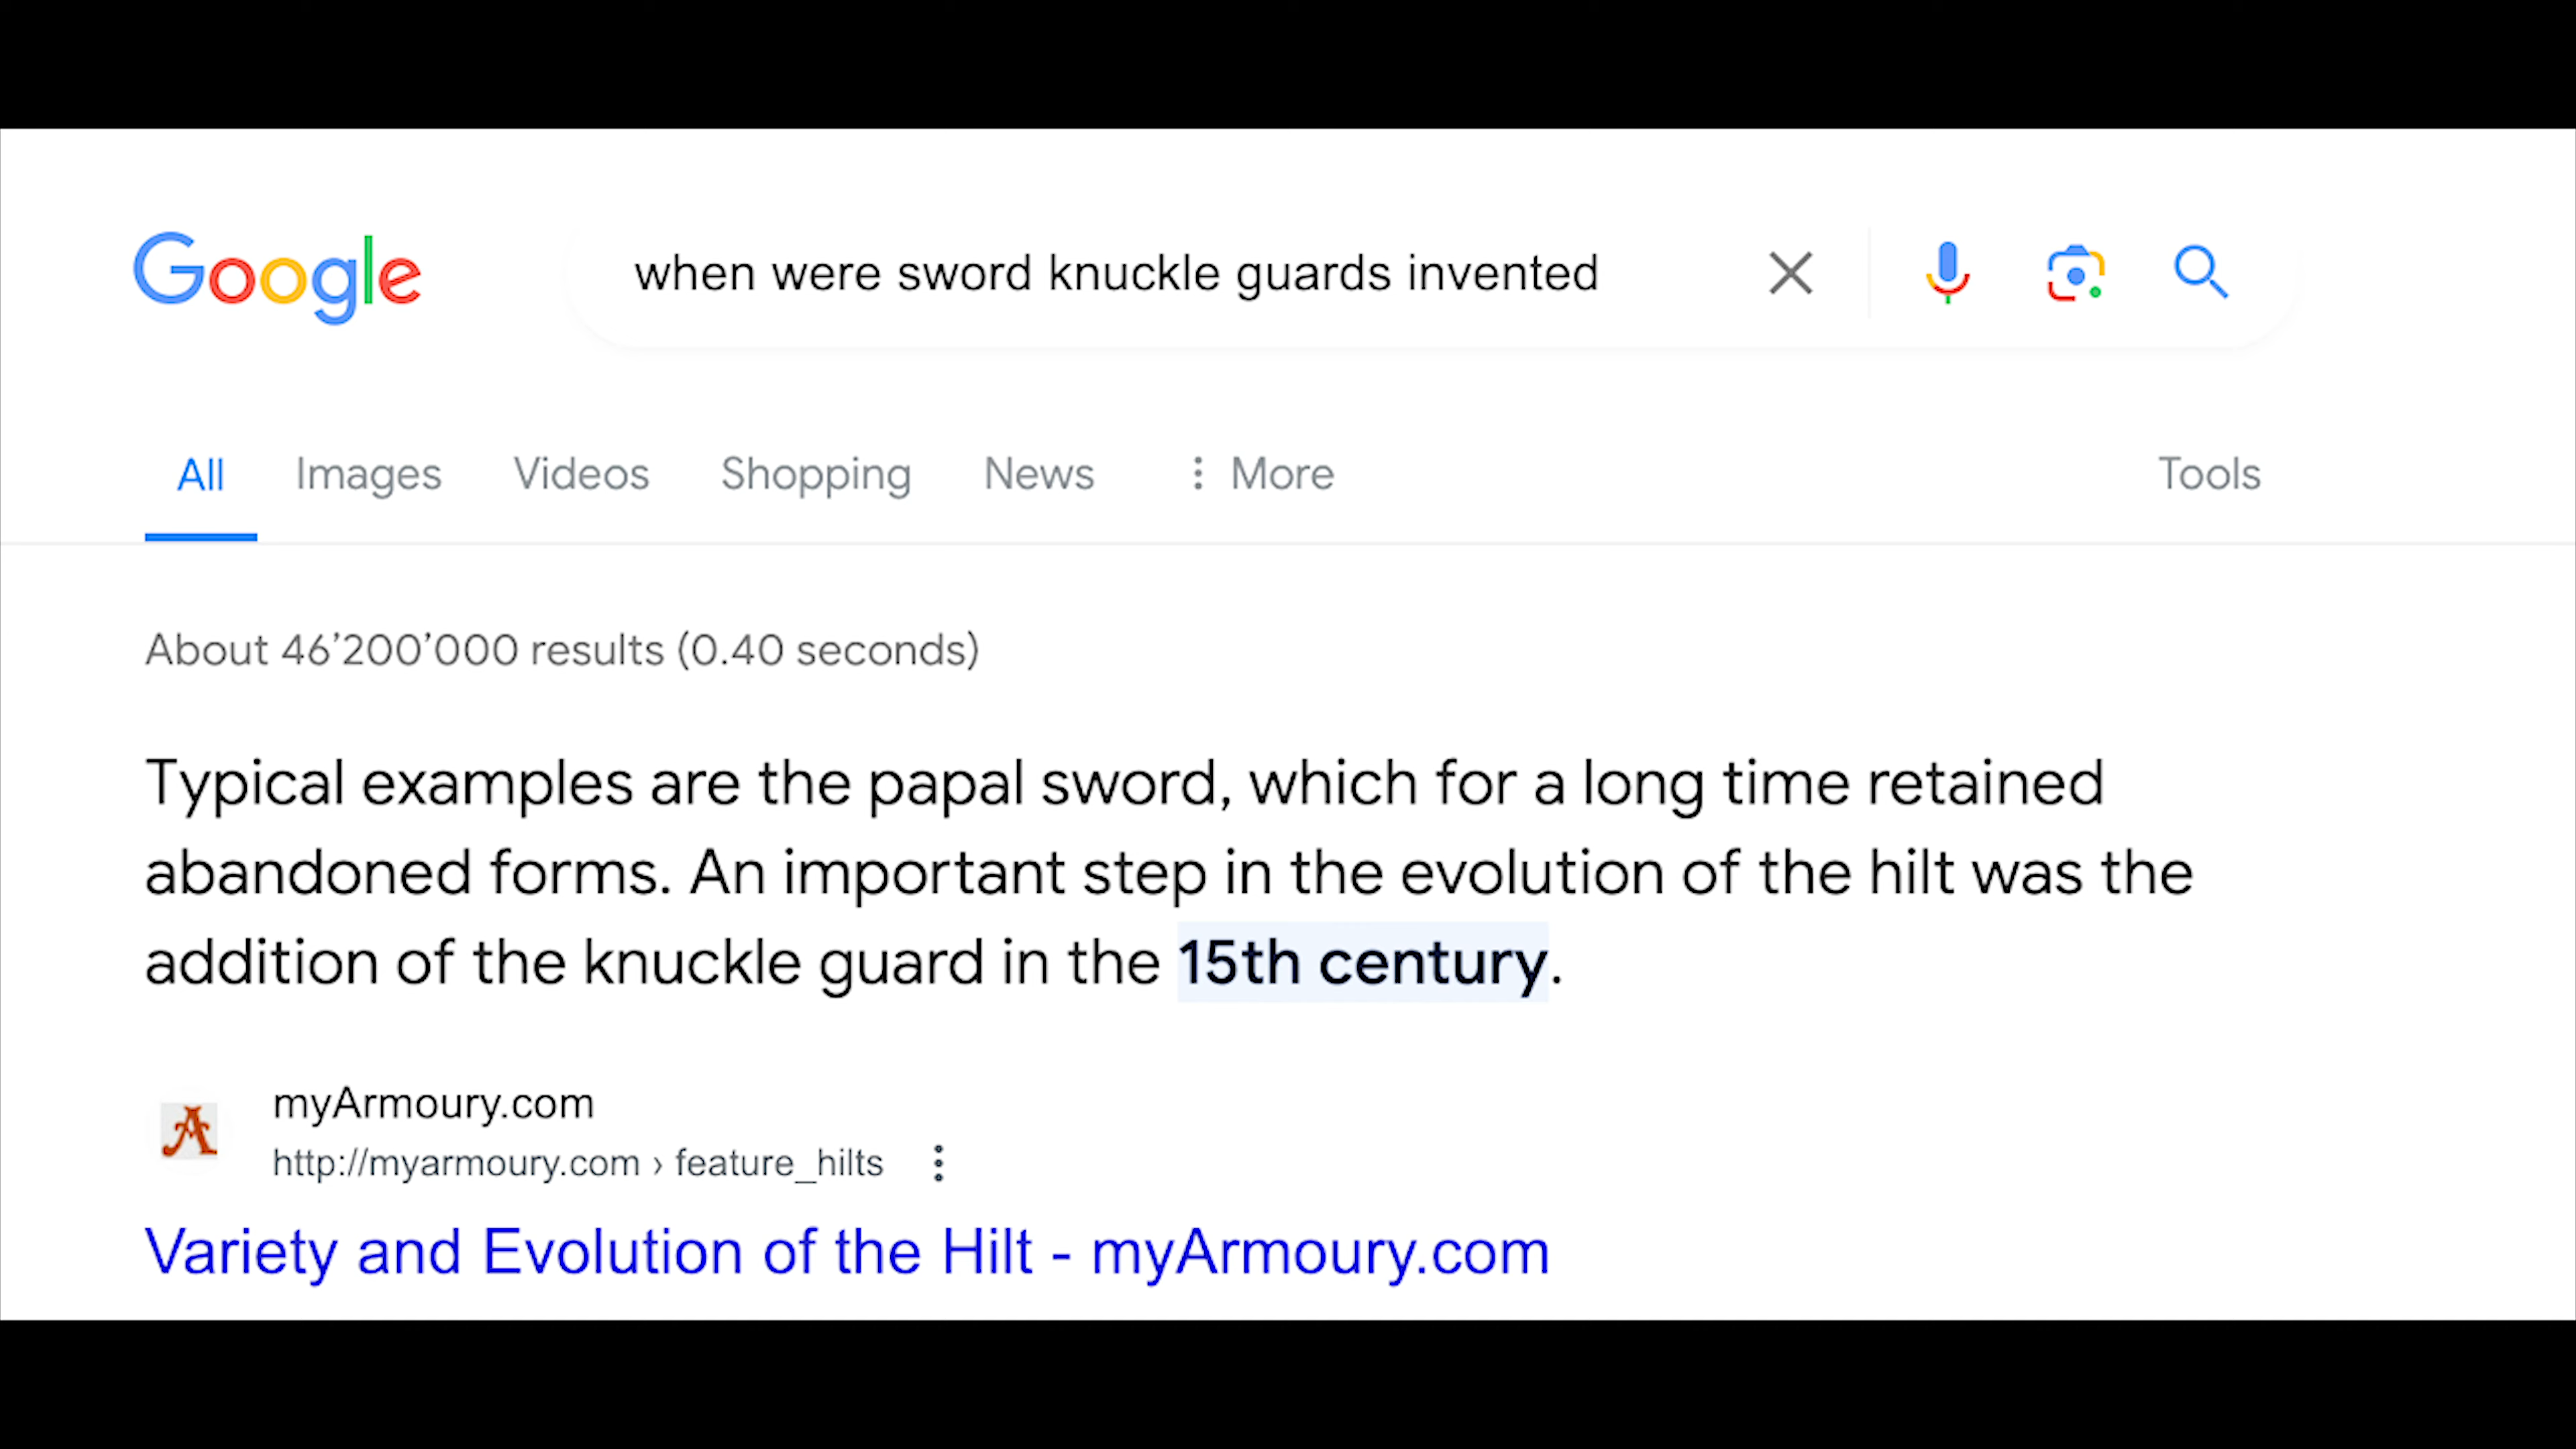 Google
when were sword knuckle guards invented
All Images Videos Shopping News More Tools
About 46’200’000 results (0.40 seconds)
Typical examples are the papal sword, which for a long time retained
abandoned forms. An important step in the evolution of the hilt was the
addition of the knuckle guard in the 15th century.
myArmoury.com
http://myarmoury.com › feature_hilts
Variety and Evolution of the Hilt - myArmoury.com